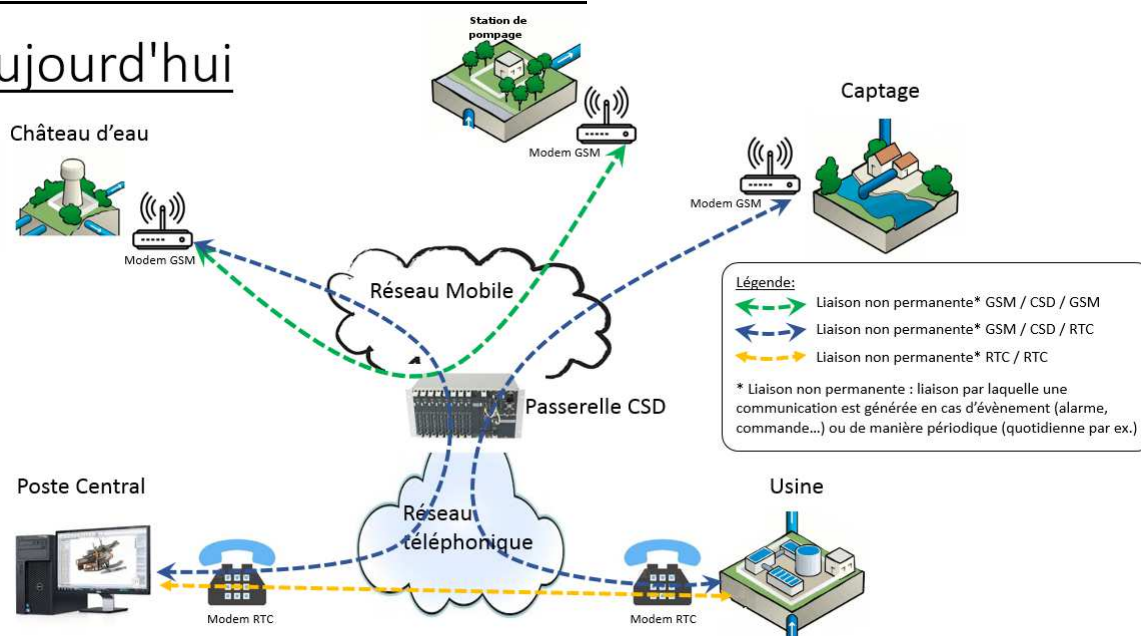 ujourd'hui
Station de
pompage
Modem GSM
Château d'eau
Modem GSM
Captage
Modem GSM
Réseau Mobile
Légende:
Liaison non permanente* GSM / CSD / GSM
Liaison non permanente* GSM / CSD / RTC
Liaison non permanente* RTC / RTC
* Liaison non permanente : liaison par laquelle une
communication est générée en cas d'évènement (alarme,
commande...) ou de manière périodique (quotidienne par ex.)
Passerelle CSD
Poste Central
Réseau
téléphonique
Usine
Modem RTC
Modem RTC